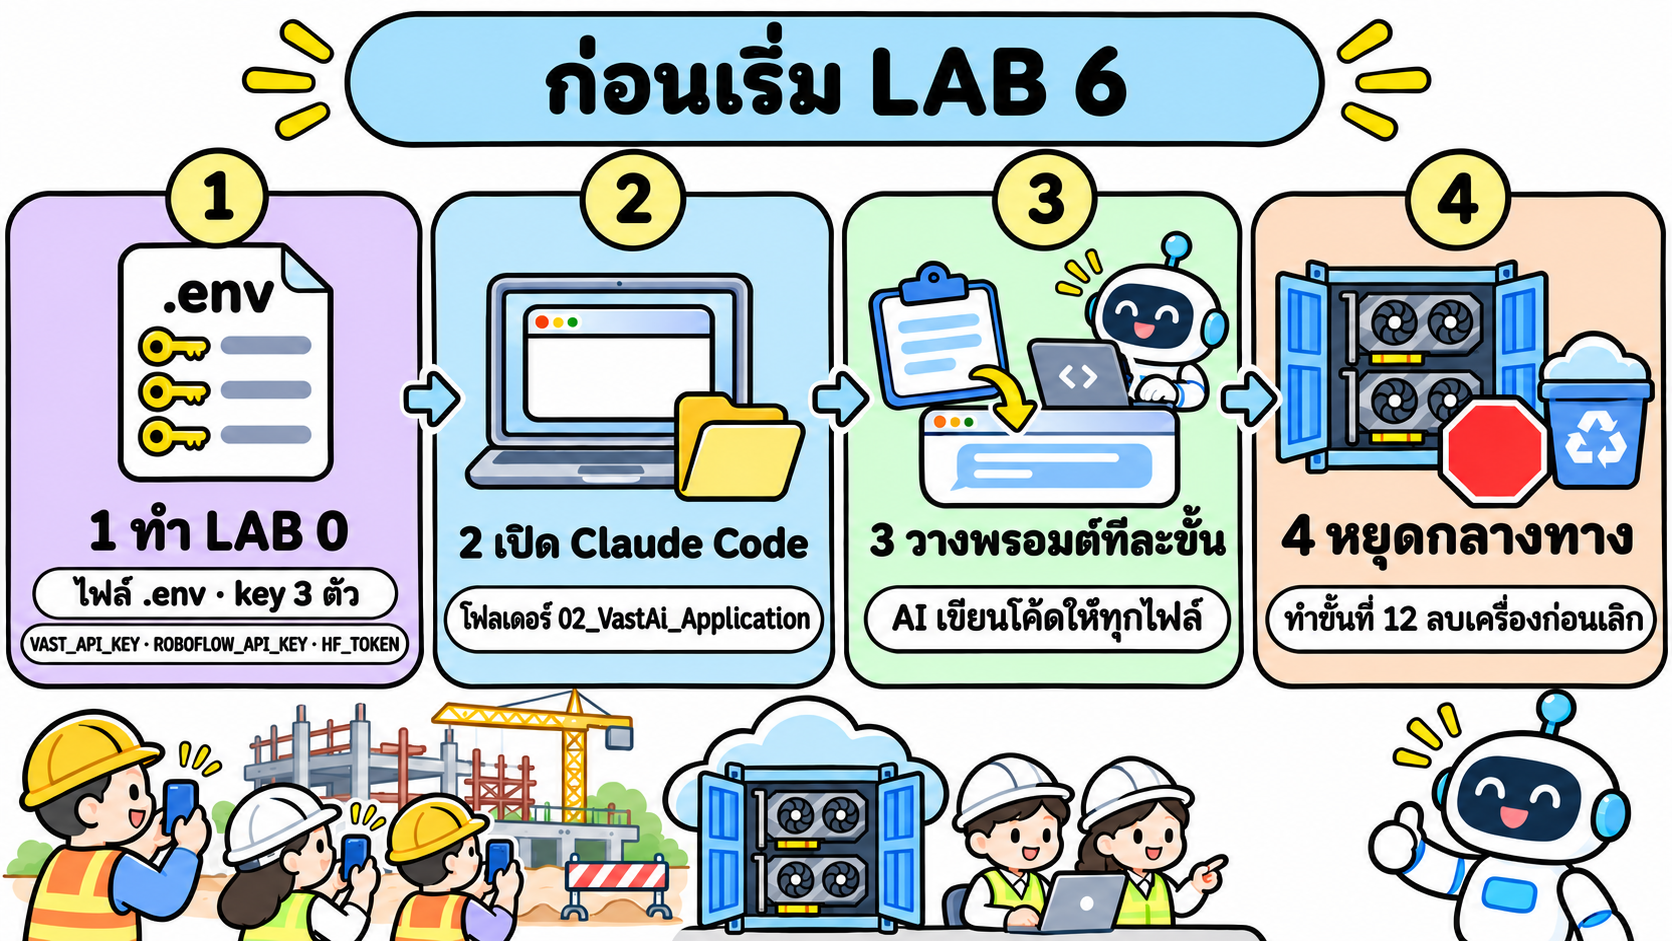 ก่อนเริ่ม LAB 6
1
.env
1 ทำ LAB 0
ไฟล์ .env · key 3 ตัว
VAST_API_KEY · ROBOFLOW_API_KEY · HF_TOKEN
2
2 เปิด Claude Code
โฟลเดอร์ 02_VastAi_Application
3
<>
3 วางพรอมต์ทีละขั้น
AI เขียนโค้ดให้ทุกไฟล์
4
4 หยุดกลางทาง
ทำขั้นที่ 12 ลบเครื่องก่อนเลิก